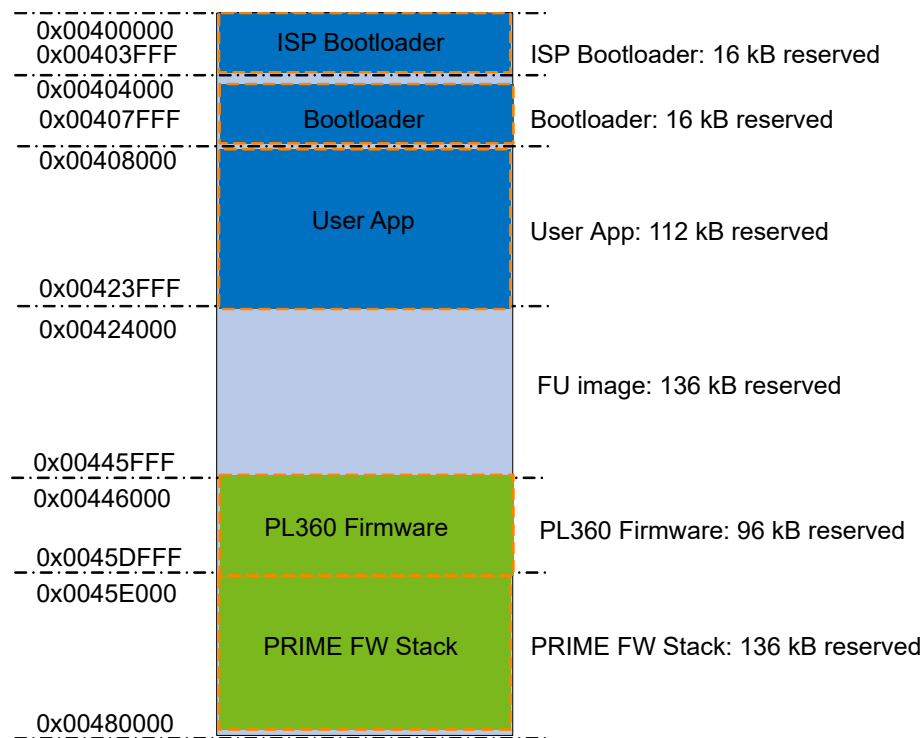 0x00400000
ISP Bootloader
0x00403FFF
ISP Bootloader: 16 kB reserved
0x00404000
0x00407FFF
Bootloader
Bootloader: 16 kB reserved
0x00408000
User App
User App: 112 kB reserved
0x00423FFF
0x00424000
FU image: 136 kB reserved
0x00445FFF
0x00446000
PL360 Firmware
PL360 Firmware: 96 kB reserved
0x0045DFFF
0x0045E000
PRIME FW Stack
PRIME FW Stack: 136 kB reserved
0x00480000